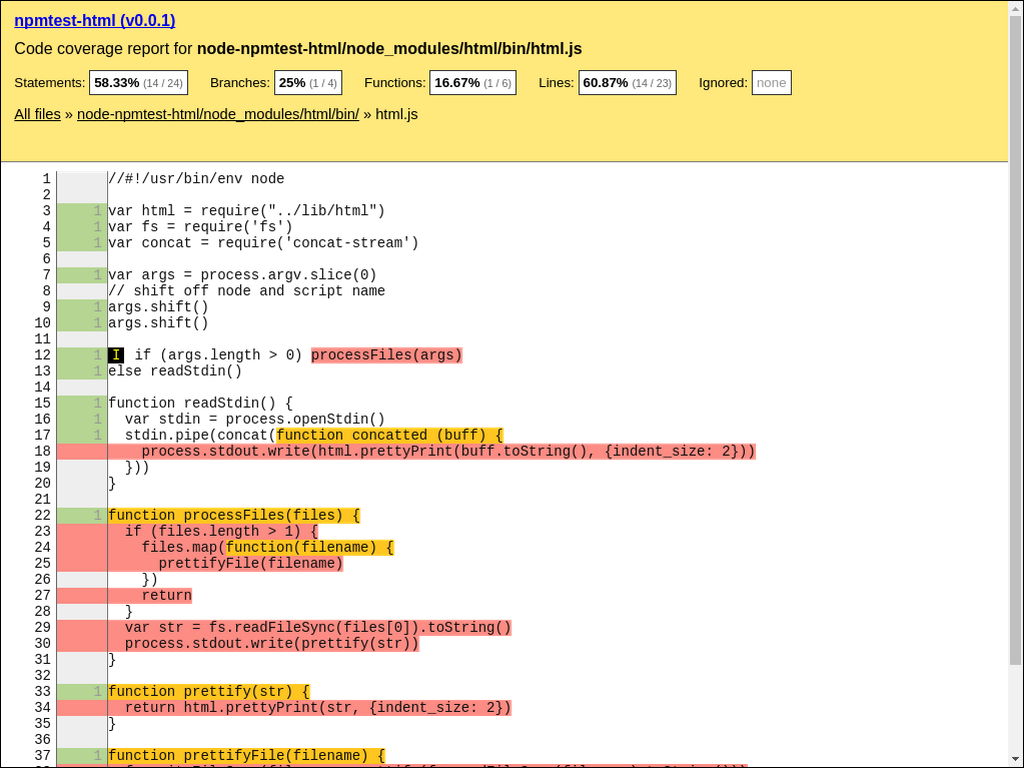 npmtest-html (v0.0.1)
Code coverage report for node-npmtest-html/node_modules/html/bin/html.js
Statements: 58.33% (14 / 24) Branches: 25% (1 / 4) Functions: 16.67% (1 / 6) Lines: 60.87% (14 / 23) Ignored: none
All files » node-npmtest-html/node_modules/html/bin/ » html.js
1 //#!/usr/bin/env node
2
3 1 var html = require("../lib/html")
4 1 var fs = require('fs')
5 1 var concat = require('concat-stream')
6
7 1 var args = process.argv.slice(0)
8 // shift off node and script name
9 1 args.shift()
10 1 args.shift()
11
12 1 I if (args.length > 0) processFiles(args)
13 1 else readStdin()
14
15 1 function readStdin() {
16 1   var stdin = process.openStdin()
17 1   stdin.pipe(concat(function concatted (buff) {
18     process.stdout.write(html.prettyPrint(buff.toString(), {indent_size: 2}))
19   }))
20 }
21
22 1 function processFiles(files) {
23   if (files.length > 1) {
24     files.map(function(filename) {
25       prettifyFile(filename)
26     })
27     return
28   }
29   var str = fs.readFileSync(files[0]).toString()
30   process.stdout.write(prettify(str))
31 }
32
33 1 function prettify(str) {
34   return html.prettyPrint(str, {indent_size: 2})
35 }
36
37 1 function prettifyFile(filename) {